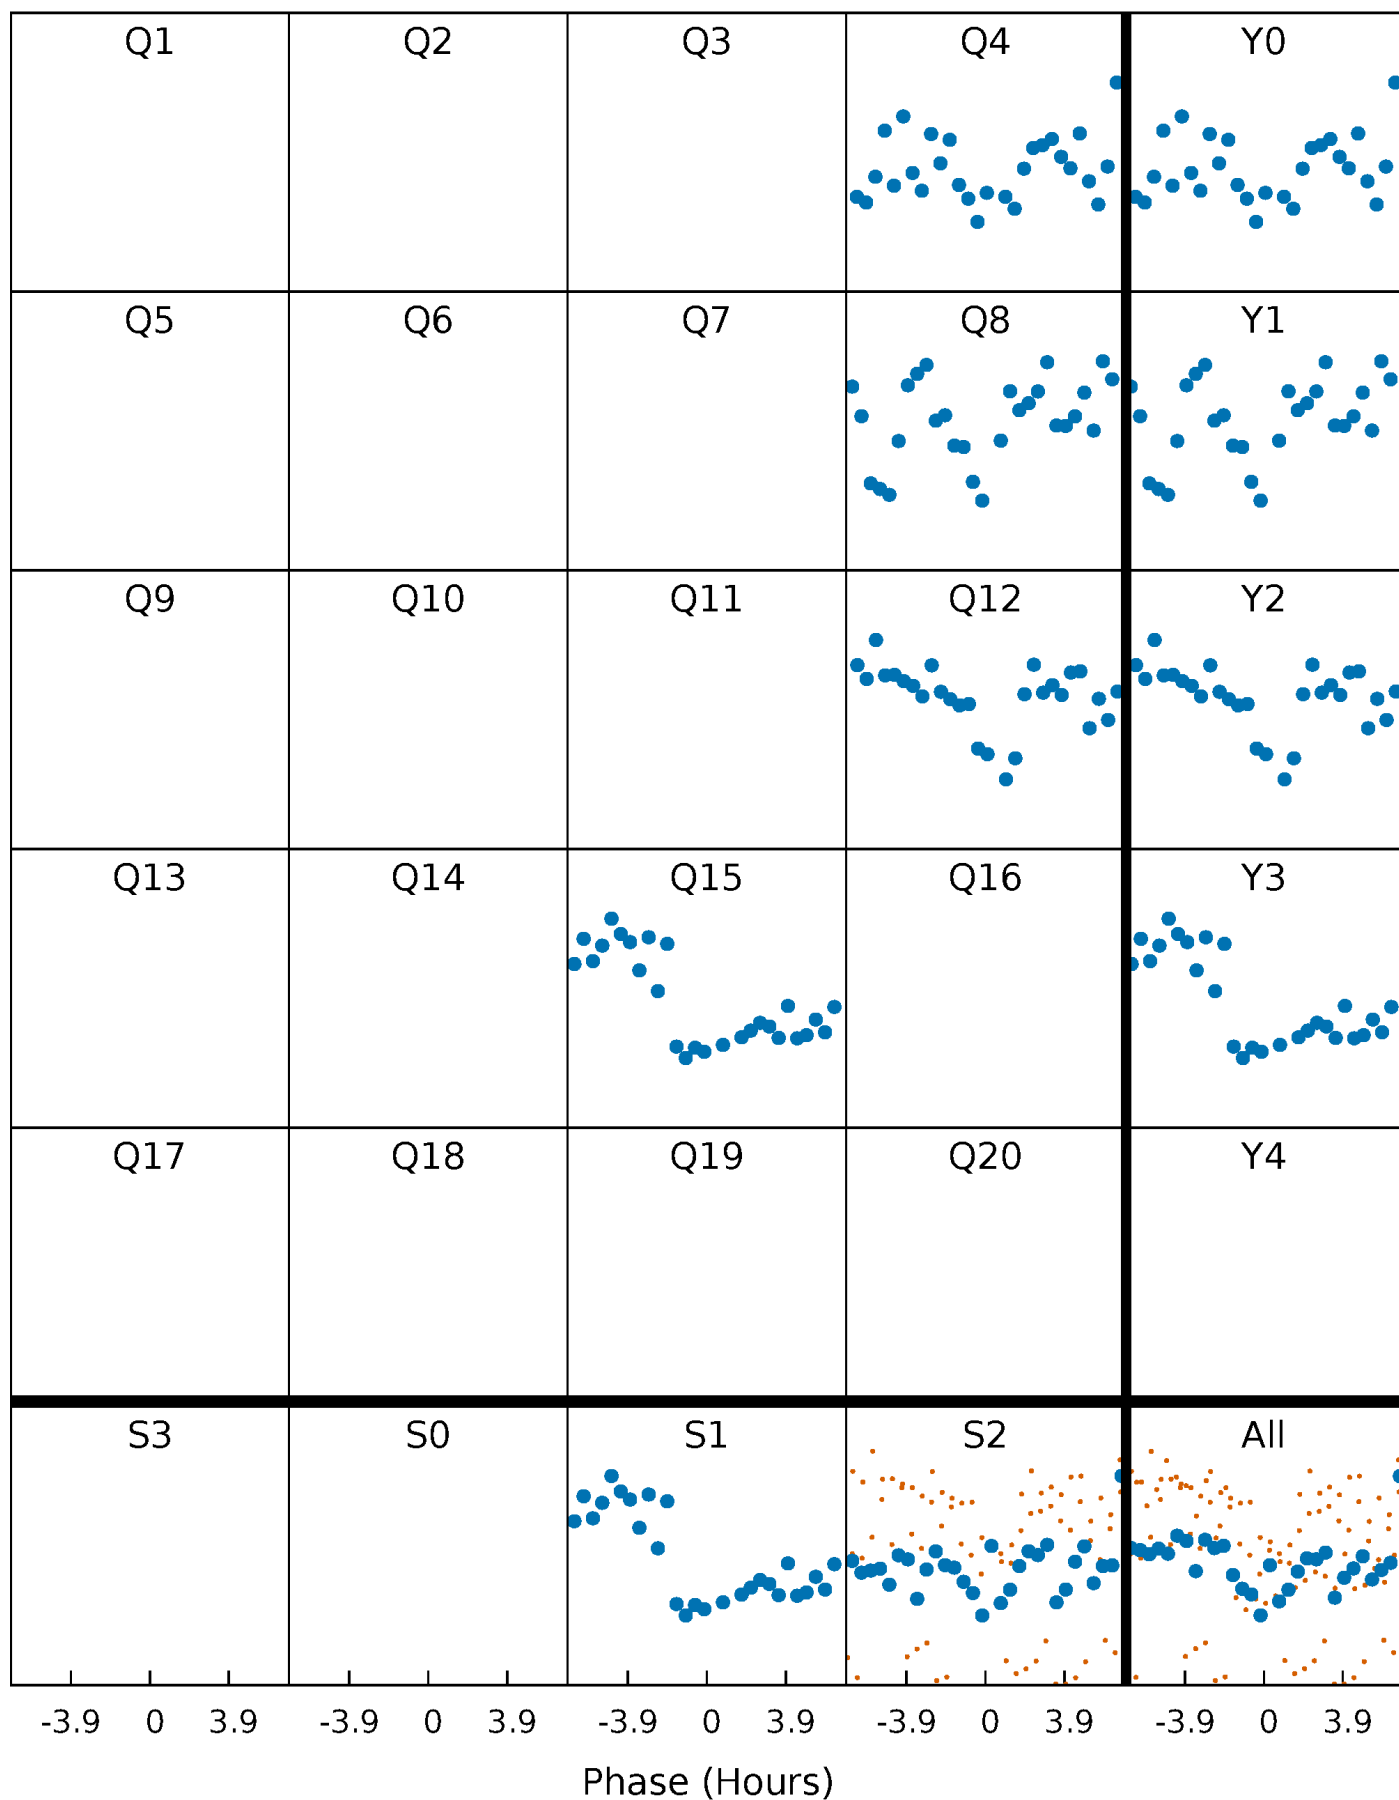 Q1 Q2 Q3 Q4 Y0
Q5 Q6 Q7 Q8 Y1
Q9 Q10 Q11 Q12 Y2
Q13 Q14 Q15 Q16 Y3
Q17 Q18 Q19 Q20 Y4
S3 S0 S1 S2 All
-3.9 0 3.9 -3.9 0 3.9 -3.9 0 3.9 -3.9 0 3.9 -3.9 0 3.9
Phase (Hours)